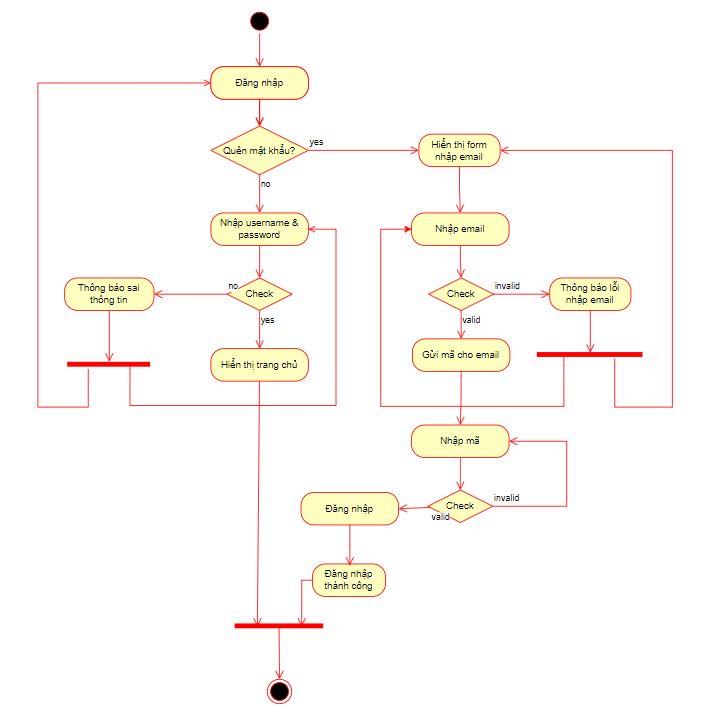 Đăng nhập
Quên mật khẩu?
yes
Hiển thị form
nhập email
no
Nhập username &
password
Nhập email
Thông báo sai
thông tin
no
Check
yes
Check
invalid
Thông báo lỗi
nhập email
valid
Hiển thị trang chủ
Gửi mã cho email
Nhập mã
Check
invalid
valid
Đăng nhập
Đăng nhập
thành công